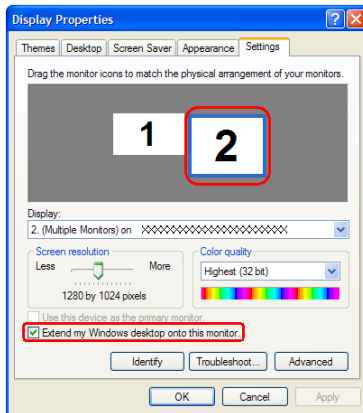 Display Properties
Themes Desktop Screen Saver Appearance Settings
Drag the monitor icons to match the physical arrangement of your monitors.
1 2
Display:
2. (Multiple Monitors) on XXXXXXXXXXXXXXXXXXXXXX
Screen resolution Color quality
Less More Highest (32 bit)
1280 by 1024 pixels
Use this device as the primary monitor.
Extend my Windows desktop onto this monitor.
Identify Troubleshoot... Advanced
OK Cancel Apply